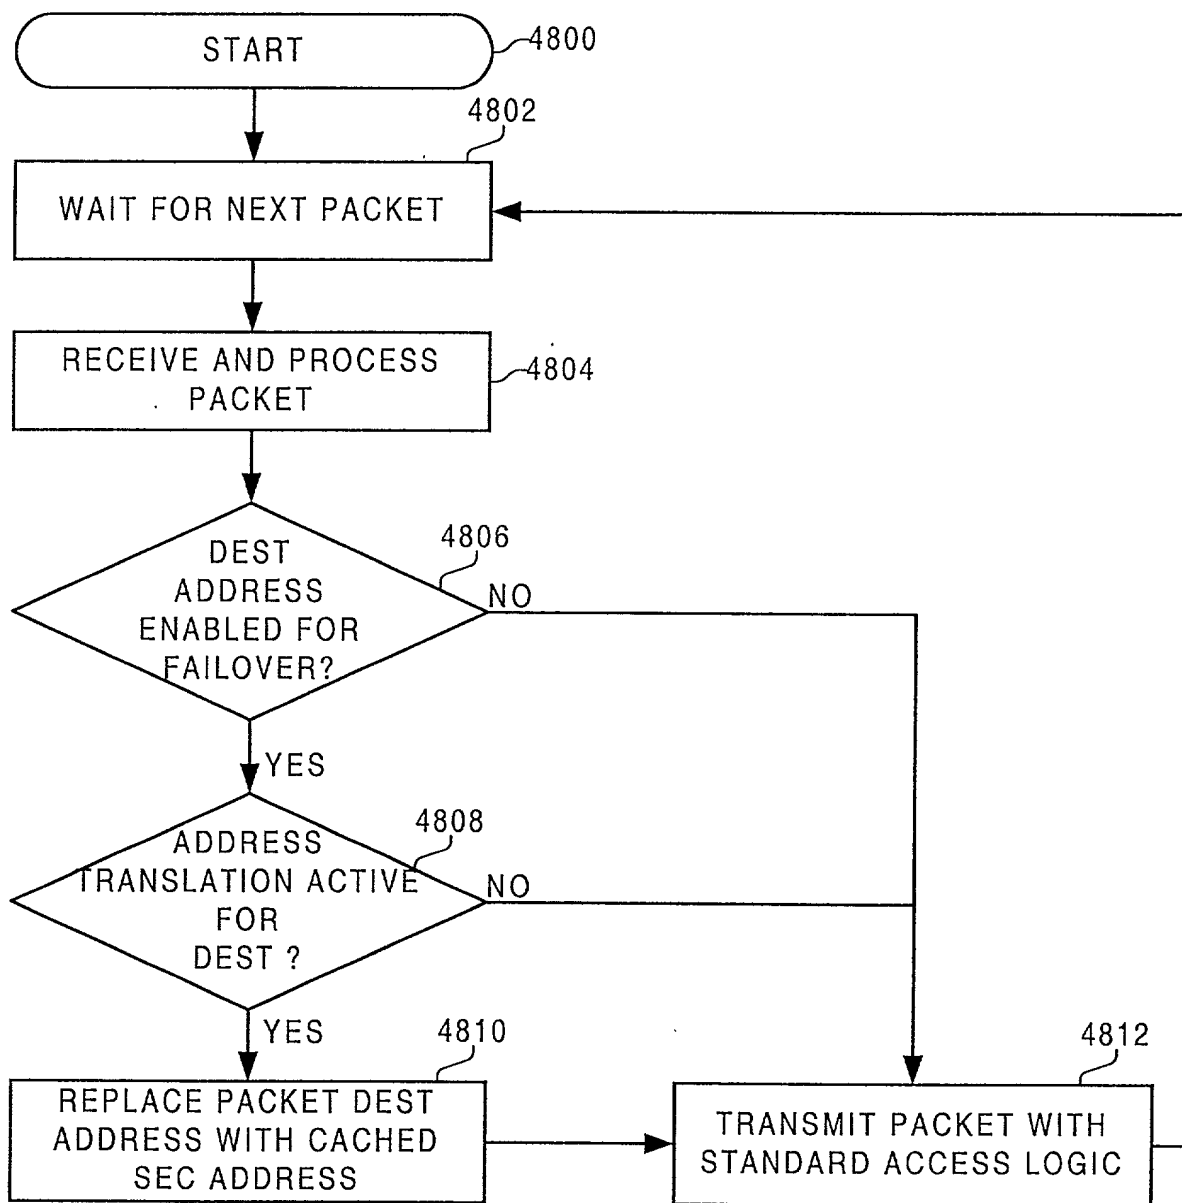 START
4800
4802
WAIT FOR NEXT PACKET
RECEIVE AND PROCESS
PACKET
4804
4806
DEST
ADDRESS
ENABLED FOR
FAILOVER?
NO
YES
4808
ADDRESS
TRANSLATION ACTIVE
FOR
DEST ?
NO
YES
4810
REPLACE PACKET DEST
ADDRESS WITH CACHED
SEC ADDRESS
4812
TRANSMIT PACKET WITH
STANDARD ACCESS LOGIC